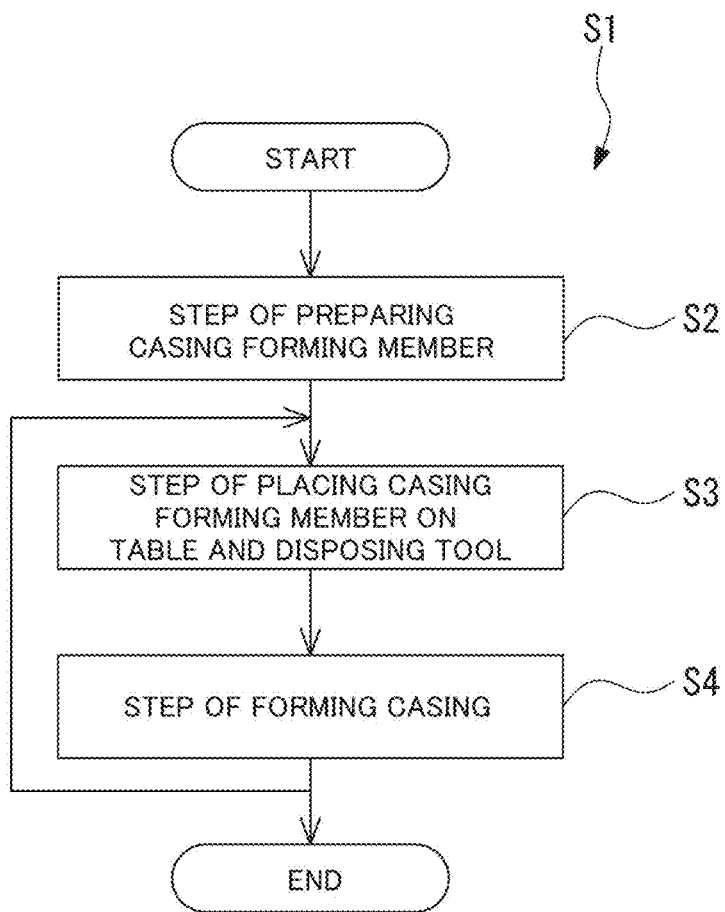 S1
START
STEP OF PREPARING
CASING FORMING MEMBER
S2
STEP OF PLACING CASING
FORMING MEMBER ON
TABLE AND DISPOSING TOOL
S3
STEP OF FORMING CASING
S4
END